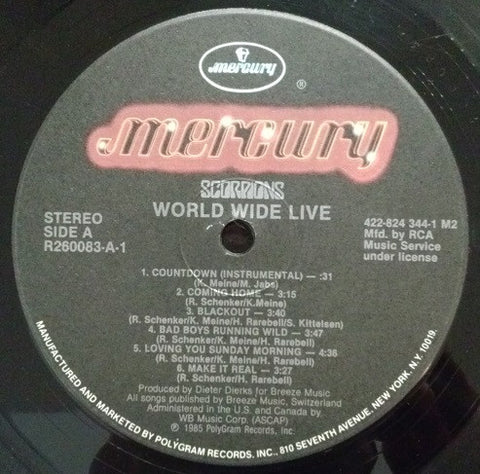 mercury
®
mercury
SCORPIONS
WORLD WIDE LIVE
STEREO
SIDE A
R260083-A-1
422-824 344-1 M2
Mfd. by RCA
Music Service
under license
1. COUNTDOWN (INSTRUMENTAL) — :31
(K. Meine/M. Jabs)
2. COMING HOME — 3:15
(R. Schenker/K.Meine)
3. BLACKOUT — 3:40
(R. Schenker/K. Meine/H. Rarebell/S. Kittelsen)
4. BAD BOYS RUNNING WILD — 3:47
(R. Schenker/K. Meine/H. Rarebell)
5. LOVING YOU SUNDAY MORNING — 4:38
(R. Schenker/K. Meine/H. Rarebell)
6. MAKE IT REAL — 3:27
(R. Schenker/H. Rarebell)
Produced by Dieter Dierks for Breeze Music
All songs published by Breeze Music, Switzerland
Administered in the U.S. and Canada by
WB Music Corp. (ASCAP)
℗ 1985 PolyGram Records, Inc.
MANUFACTURED AND MARKETED BY POLYGRAM RECORDS, INC., 810 SEVENTH AVENUE, NEW YORK, N.Y. 10019.